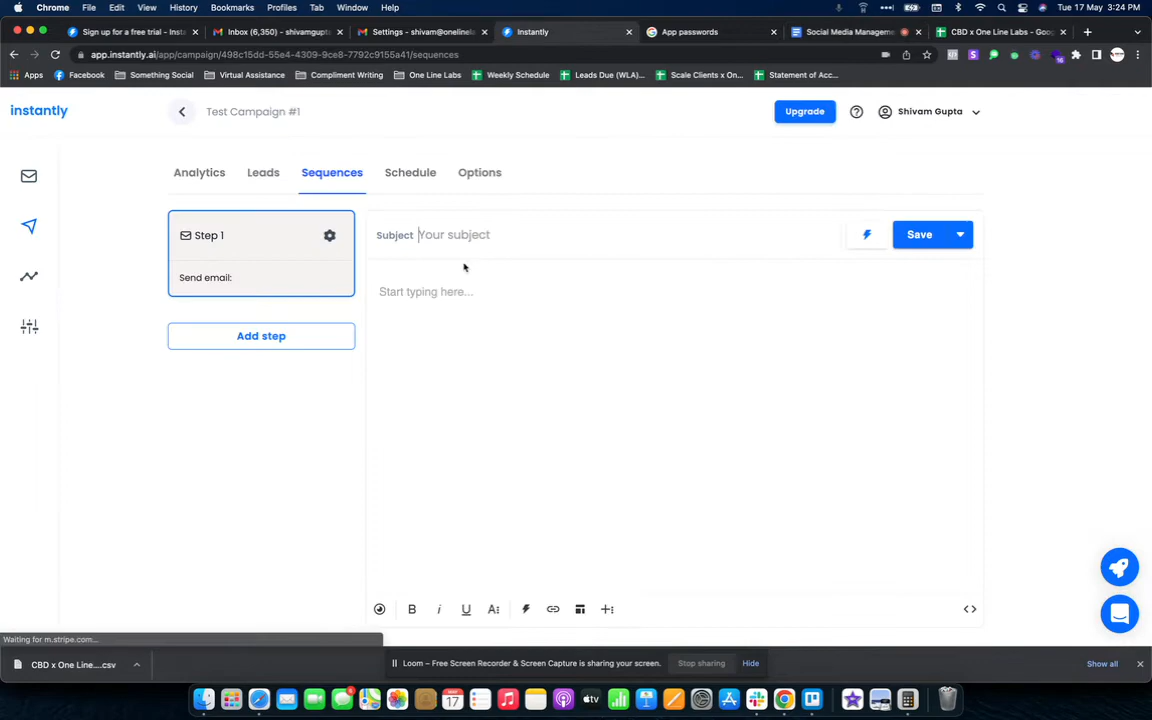 Chrome File Edit View History Bookmarks Profiles Tab Window Help Tue 17 May 3:24 PM
Sign up for a free trial - Insta Inbox (6,350) - shivamgupt Settings - shivam@onelinela Instantly App passwords Social Media Manageme CBD x One Line Labs - Goog
app.instantly.ai/app/campaign/498c15dd-55e4-4309-9ce8-7792c955a41/sequences
Apps Facebook Something Social Virtual Assistance Compliment Writing One Line Labs Weekly Schedule Leads Due (WLA)... Scale Clients x On... Statement of Acc...
instantly Test Campaign #1 Upgrade Shivam Gupta
Analytics Leads Sequences Schedule Options
Step 1 Subject Your subject Save
Send email: Start typing here...
Add step
B i U A
Waiting for m.stripe.com...
CBD x One Line....csv Loom – Free Screen Recorder & Screen Capture is sharing your screen. Stop sharing Hide Show all
17